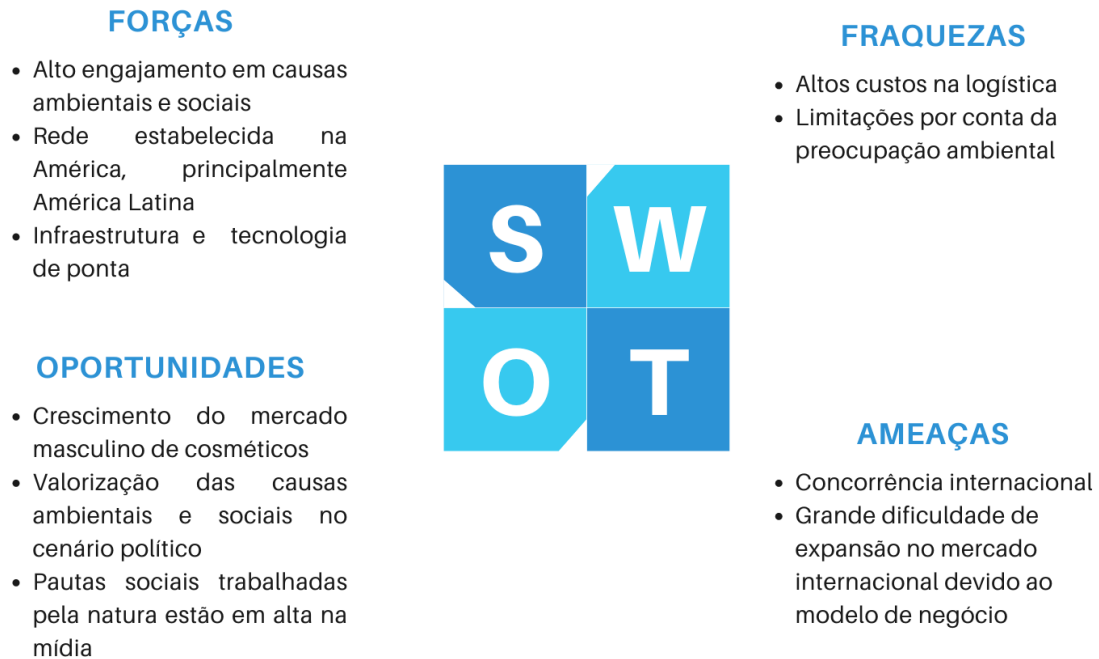 FORÇAS
• Alto engajamento em causas
ambientais e sociais
• Rede estabelecida na
América, principalmente
América Latina
• Infraestrutura e tecnologia
de ponta
FRAQUEZAS
• Altos custos na logística
• Limitações por conta da
preocupação ambiental
S W
O T
OPORTUNIDADES
• Crescimento do mercado
masculino de cosméticos
• Valorização das causas
ambientais e sociais no
cenário político
• Pautas sociais trabalhadas
pela natura estão em alta na
mídia
AMEAÇAS
• Concorrência internacional
• Grande dificuldade de
expansão no mercado
internacional devido ao
modelo de negócio